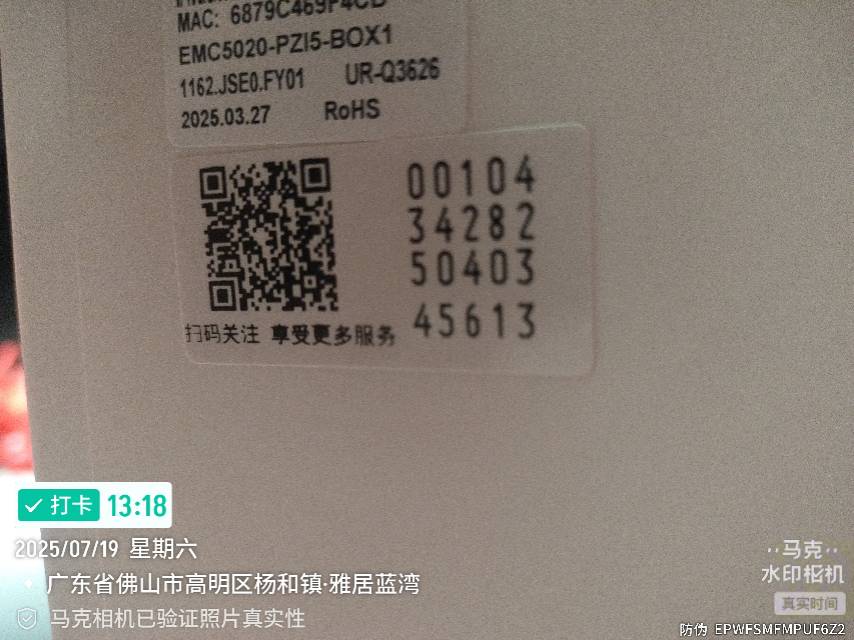 MAC: 6879C469F4CD
EMC5020-PZI5-BOX1
1162.JSE0.FY01 UR-Q3626
2025.03.27 RoHS
00104
34282
50403
45613
扫码关注 享受更多服务
打卡 13:18
2025/07/19 星期六
广东省佛山市高明区杨和镇·雅居蓝湾
马克相机已验证照片真实性
马克
水印相机
真实时间
防伪 EPWFSMFMPUF6Z2